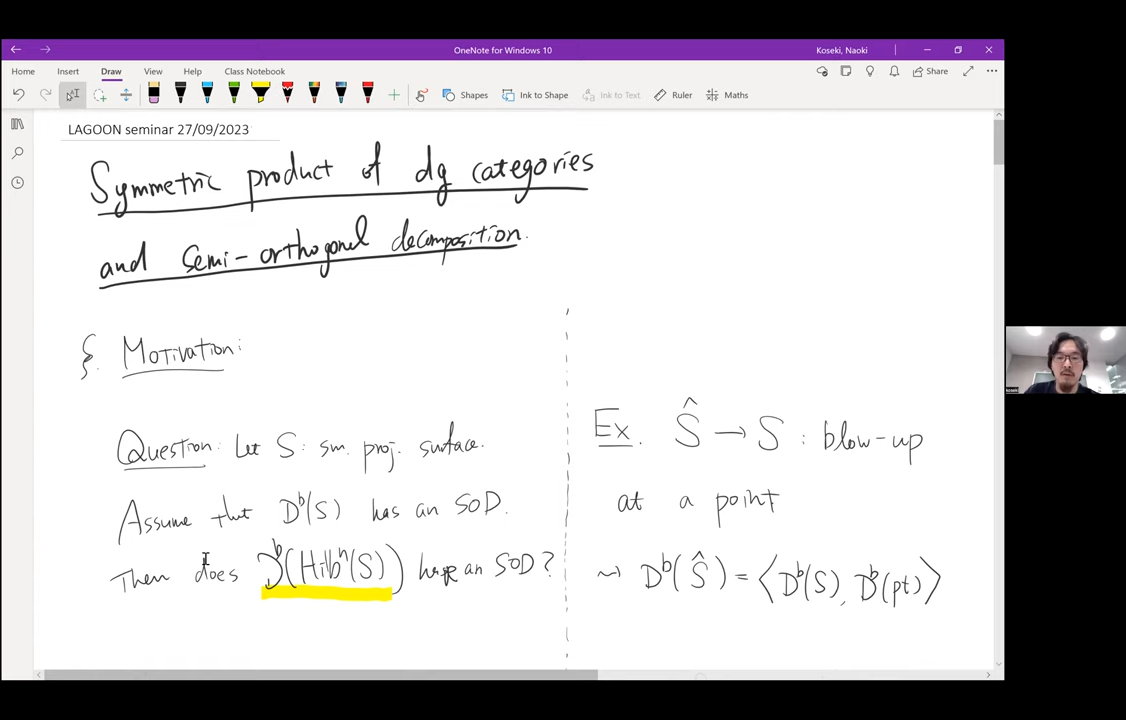 OneNote for Windows 10
Koseki, Naoki
Home Insert Draw View Help Class Notebook
Share
Shapes Ink to Shape Ink to Text Ruler Maths
LAGOON seminar 27/09/2023
Symmetric product of dg categories
and Semi-orthogonal decomposition.
§. Motivation:
Question: Let S: sm. proj. surface.
Assume that D^b(S) has an SOD.
Then does D^b(Hilb^n(S)) have an SOD?
Ex. Ŝ → S : blow-up
at a point
⇝ D^b(Ŝ) = ⟨D^b(S), D^b(pt)⟩